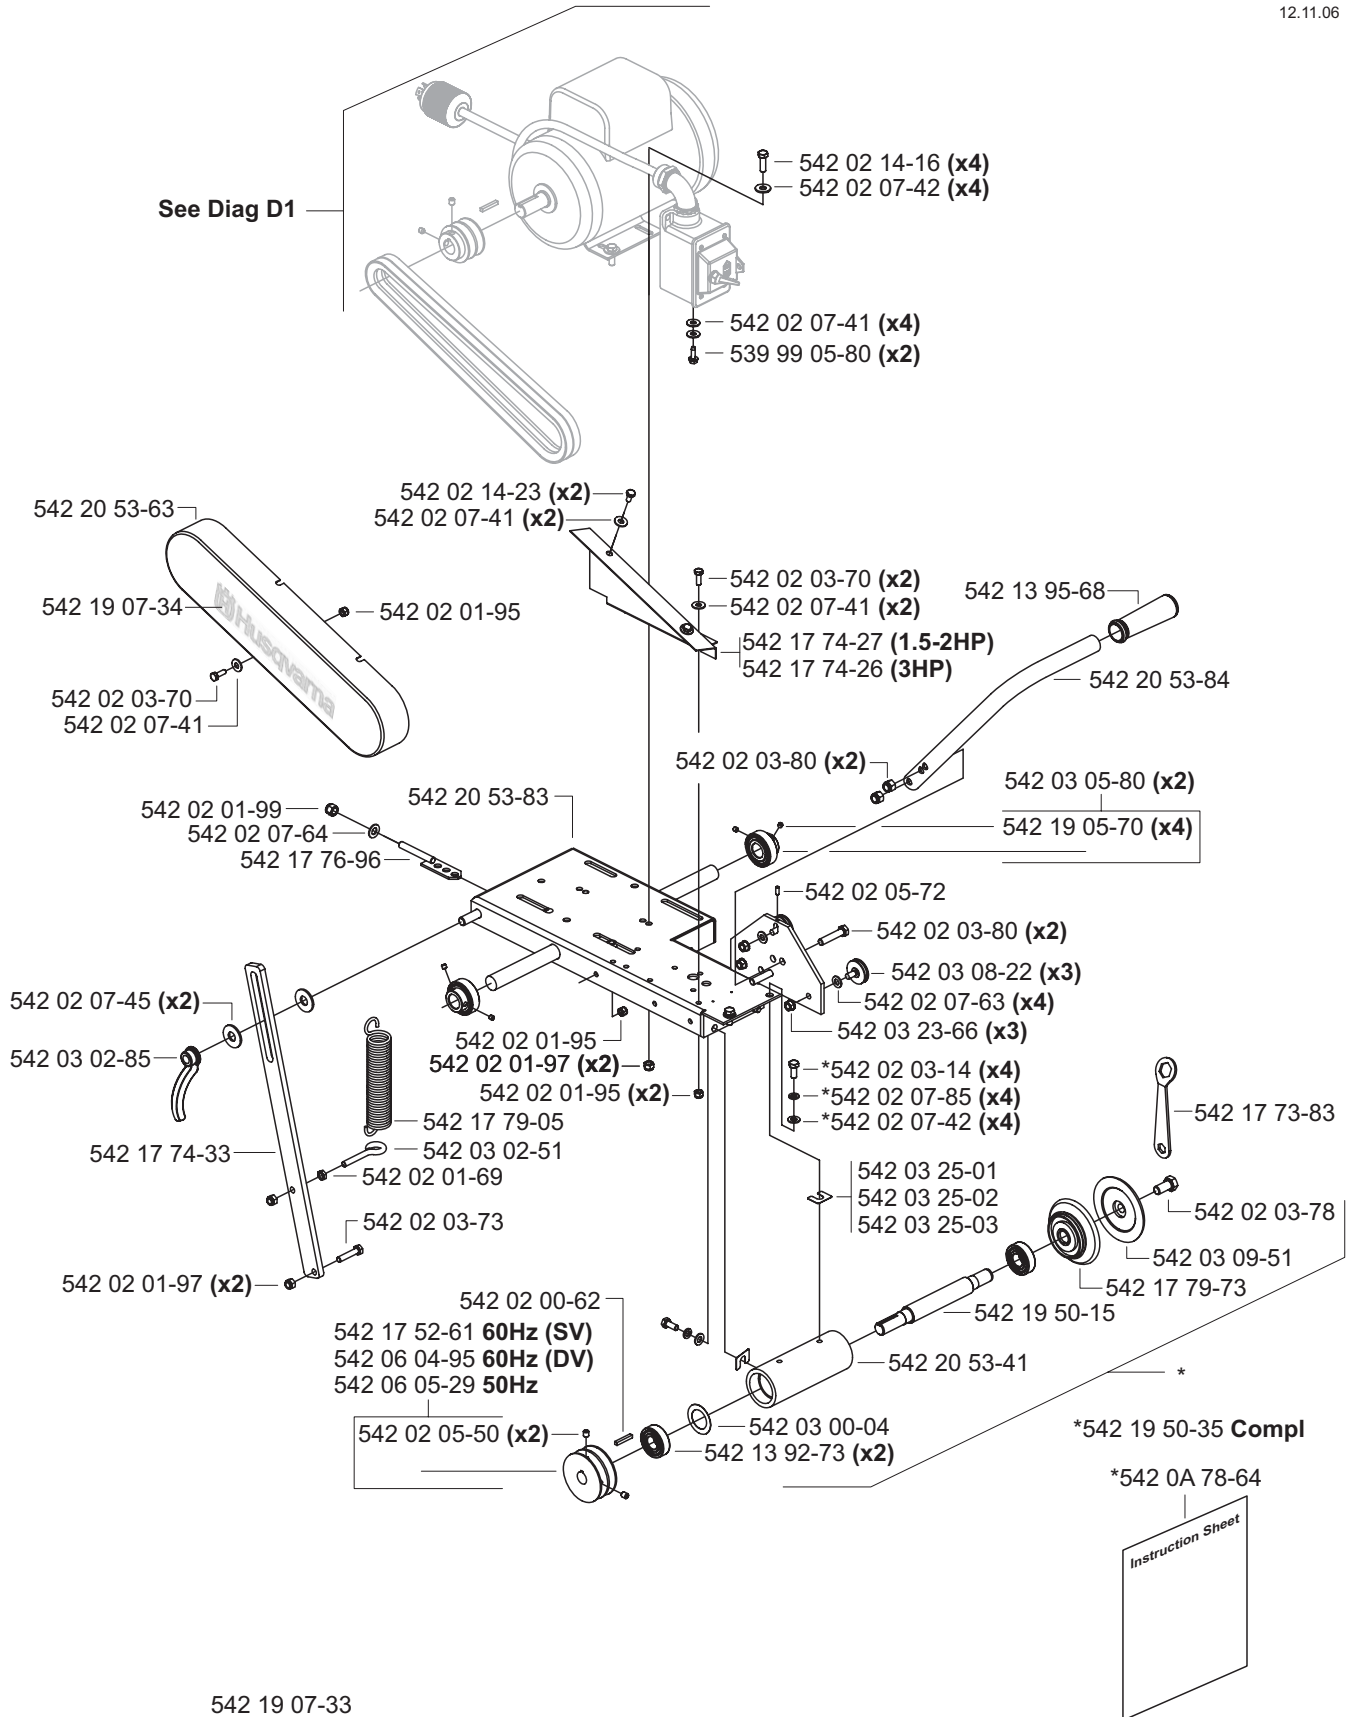 12.11.06
See Diag D1
542 02 14-16 (x4)
542 02 07-42 (x4)
542 02 07-41 (x4)
539 99 05-80 (x2)
542 02 14-23 (x2)
542 02 07-41 (x2)
542 20 53-63
542 19 07-34
Husqvarna
542 02 01-95
542 02 03-70
542 02 07-41
542 02 03-70 (x2)
542 02 07-41 (x2)
542 17 74-27 (1.5-2HP)
542 17 74-26 (3HP)
542 13 95-68
542 20 53-84
542 02 03-80 (x2)
542 03 05-80 (x2)
542 19 05-70 (x4)
542 02 01-99
542 02 07-64
542 17 76-96
542 20 53-83
542 02 05-72
542 02 03-80 (x2)
542 03 08-22 (x3)
542 02 07-63 (x4)
542 03 23-66 (x3)
542 02 07-45 (x2)
542 03 02-85
542 02 01-95
542 02 01-97 (x2)
542 02 01-95 (x2)
*542 02 03-14 (x4)
*542 02 07-85 (x4)
*542 02 07-42 (x4)
542 17 73-83
542 17 79-05
542 03 02-51
542 17 74-33
542 02 01-69
542 03 25-01
542 03 25-02
542 03 25-03
542 02 03-73
542 02 01-97 (x2)
542 02 03-78
542 03 09-51
542 17 79-73
542 19 50-15
542 20 53-41
542 02 00-62
542 17 52-61 60Hz (SV)
542 06 04-95 60Hz (DV)
542 06 05-29 50Hz
542 02 05-50 (x2)
542 03 00-04
542 13 92-73 (x2)
*
*542 19 50-35 Compl
*542 0A 78-64
Instruction Sheet
542 19 07-33